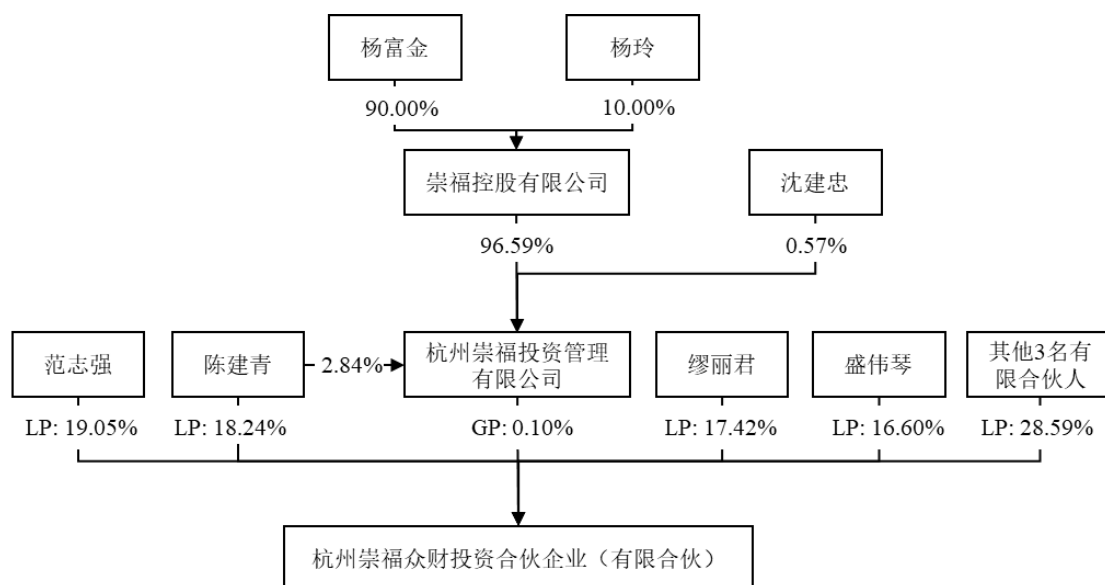 杨富金
杨玲
90.00%
10.00%
崇福控股有限公司
沈建忠
96.59%
0.57%
范志强
陈建青
2.84%
杭州崇福投资管理
有限公司
缪丽君
盛伟琴
其他3名有
限合伙人
LP: 19.05%
LP: 18.24%
GP: 0.10%
LP: 17.42%
LP: 16.60%
LP: 28.59%
杭州崇福众财投资合伙企业（有限合伙）